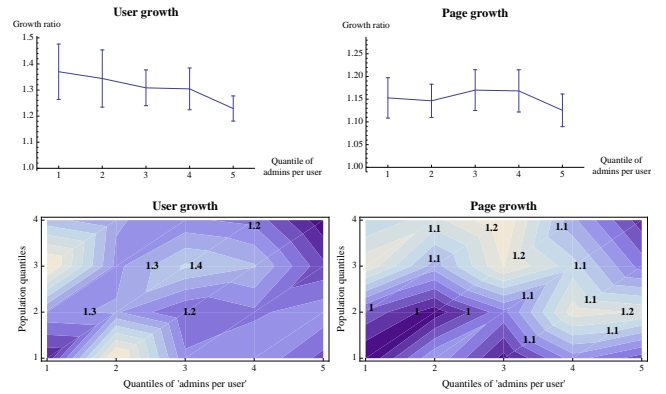 User growth
Growth ratio
1.5
1.4
1.3
1.2
1.1
1.0
1 2 3 4 5
Quantile of
admins per user
Page growth
Growth ratio
1.25
1.20
1.15
1.10
1.05
1.00
1 2 3 4 5
Quantile of
admins per user
User growth
Population quantiles
4
3
2
1
1.2
1.3 1.4
1.3 1.2
1 2 3 4 5
Quantiles of 'admins per user'
Page growth
Population quantiles
4
3
2
1
1.1 1.2 1.1
1.1 1.2 1.1
1.1 1.1
1 1 1 1.2
1.1 1.1
1 2 3 4 5
Quantiles of 'admins per user'